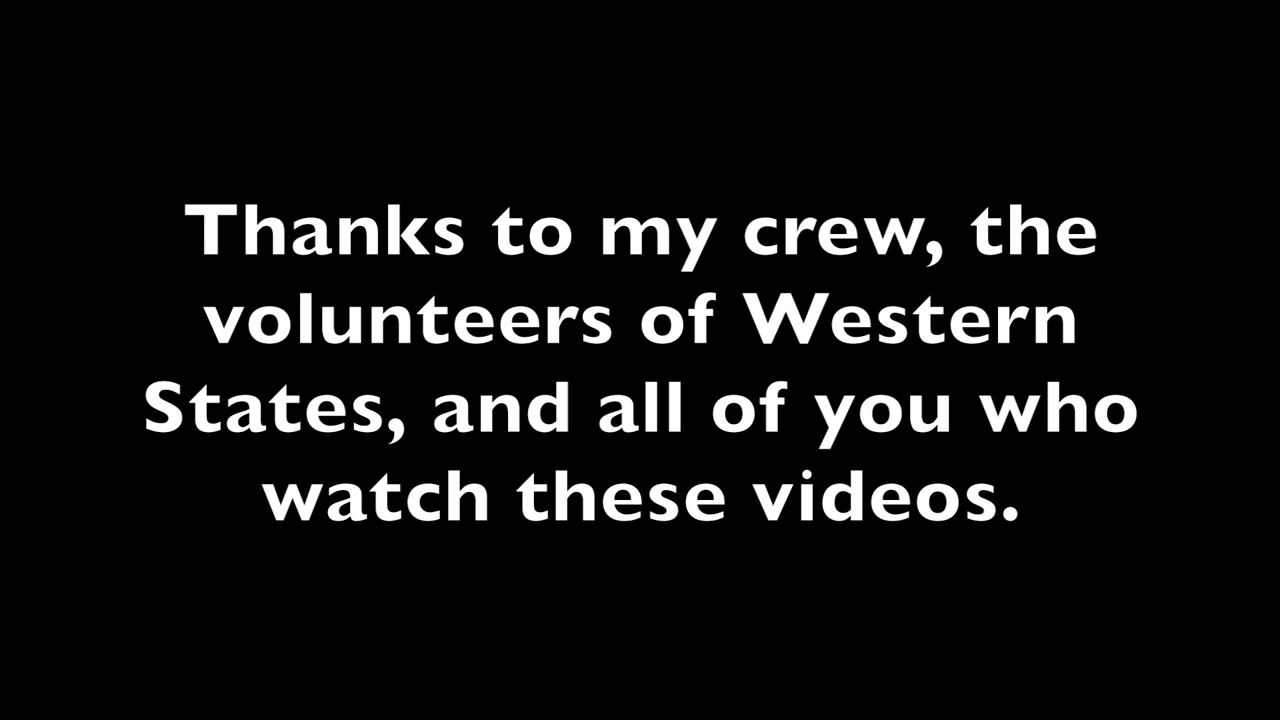 Thanks to my crew, the
volunteers of Western
States, and all of you who
watch these videos.